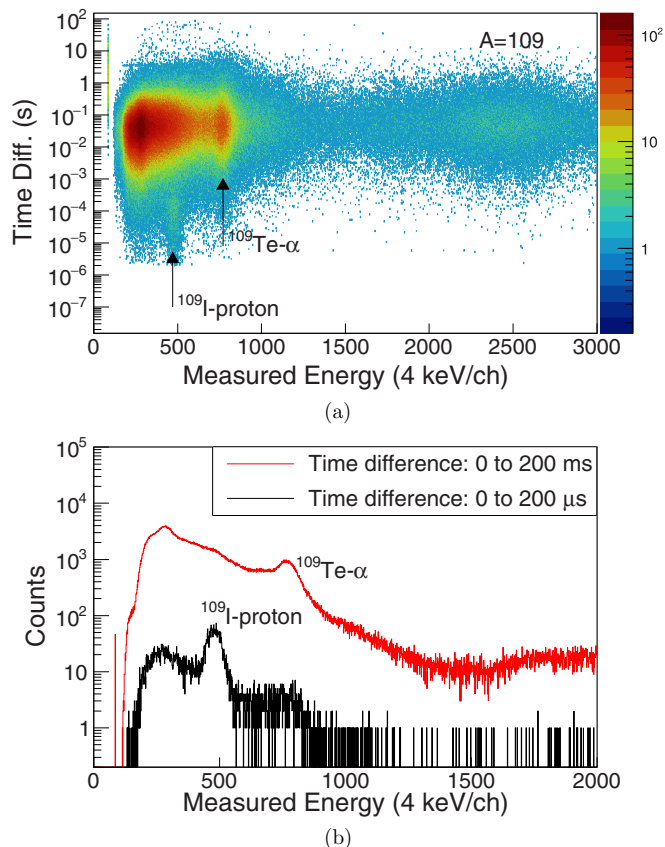 10²
10
1
10⁻¹
10⁻²
10⁻³
10⁻⁴
10⁻⁵
10⁻⁶
10⁻⁷
Time Diff. (s)
A=109
¹⁰⁹Te-α
¹⁰⁹I-proton
0 500 1000 1500 2000 2500 3000
Measured Energy (4 keV/ch)
10²
10
1
(a)
10⁵
10⁴
10³
10²
10
1
Counts
Time difference: 0 to 200 ms
Time difference: 0 to 200 μs
¹⁰⁹Te-α
¹⁰⁹I-proton
0 500 1000 1500 2000
Measured Energy (4 keV/ch)
(b)